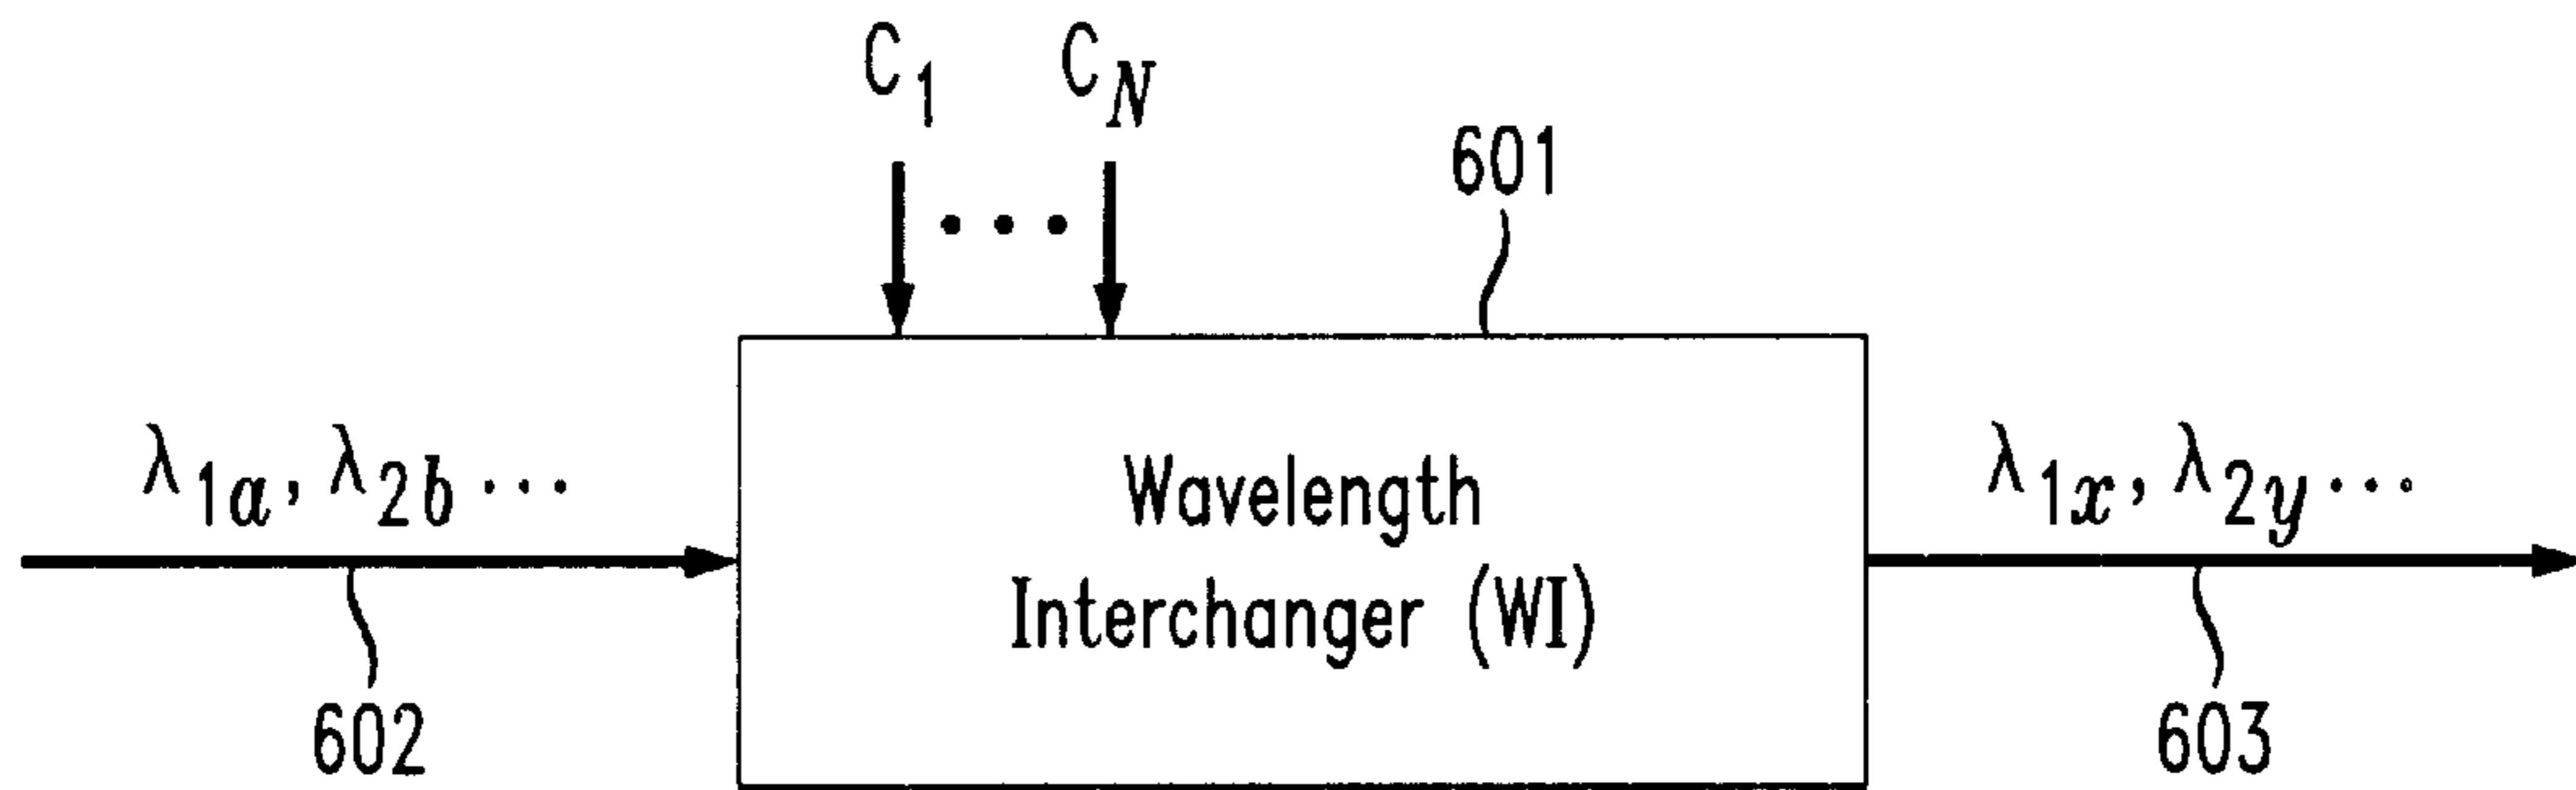 C1 ... CN
601
λ1a, λ2b ...
Wavelength
Interchanger (WI)
λ1x, λ2y ...
602
603